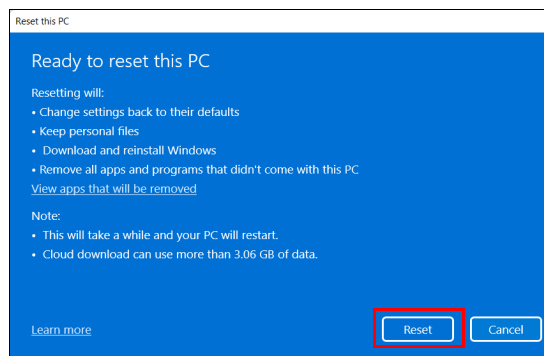 Reset this PC
Ready to reset this PC
Resetting will:
• Change settings back to their defaults
• Keep personal files
• Download and reinstall Windows
• Remove all apps and programs that didn't come with this PC
View apps that will be removed
Note:
• This will take a while and your PC will restart.
• Cloud download can use more than 3.06 GB of data.
Learn more
Reset
Cancel